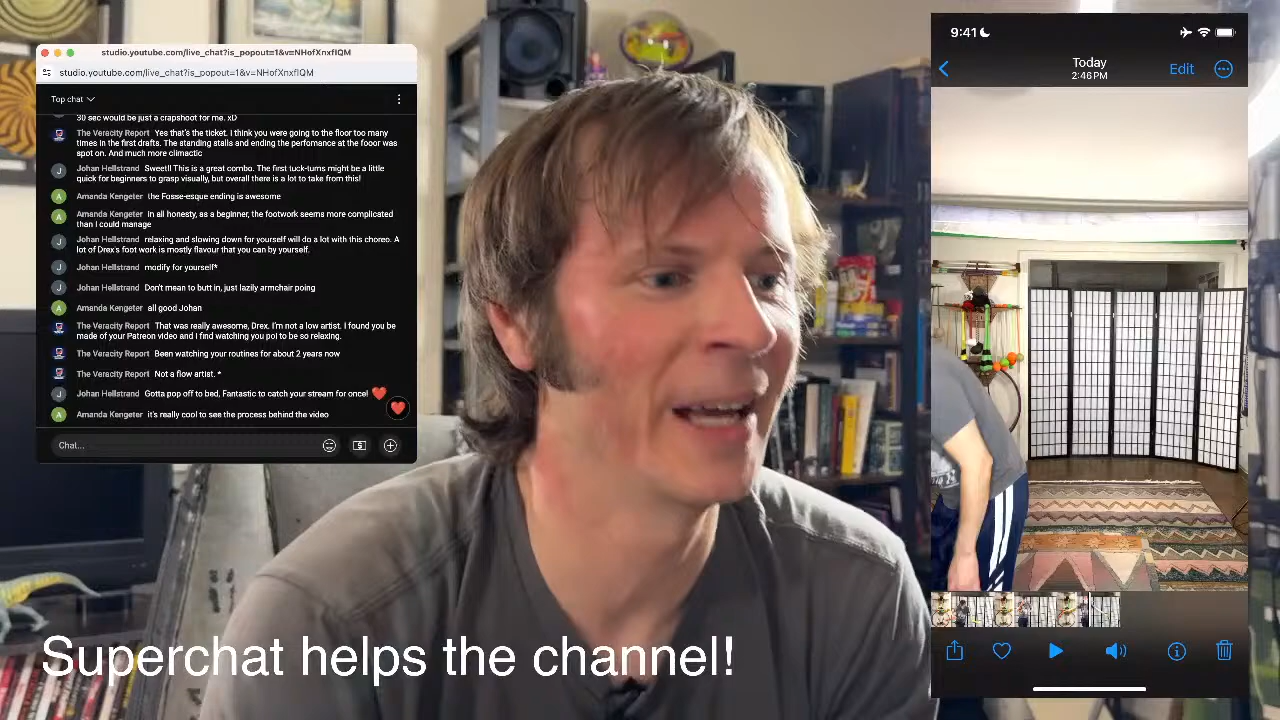 studio.youtube.com/live_chat?is_popout=1&v=NHofXnxfIQM
studio.youtube.com/live_chat?is_popout=1&v=NHofXnxfIQM
Top chat
30 sec would be just a crapshoot for me. xD
The Veracity Report Yes that's the ticket. I think you were going to the floor too many
times in the first drafts. The standing stalls and ending the perfomance at the fooor was
spot on. And much more climactic
Johan Hellstrand Sweet!! This is a great combo. The first tuck-turns might be a little
quick for beginners to grasp visually, but overall there is a lot to take from this!
Amanda Kengeter the Fosse-esque ending is awesome
Amanda Kengeter in all honesty, as a beginner, the footwork seems more complicated
than I could manage
Johan Hellstrand relaxing and slowing down my yourself will do a lot with this choreo. A
lot of Drex's foot work is mostly flavour that you can by yourself.
Johan Hellstrand modify for yourself*
Johan Hellstrand Don't mean to butt in, just lazily armchair poing
Amanda Kengeter all good Johen
The Veracity Report That was really awesome, Drex. I'm not a low artist. I found you be
made of your suite videos and I find watching you sto to be so relaxing.
The Veracity Report Been watching your routines for about 2 years now
The Veracity Report Not a flow artist. *
Johan Hellstrand Gotta pop off to bed, Fantastic to catch your stream for once! ❤️
Amanda Kengeter it's really cool to see the process behind the video
Chat...
Superchat helps the channel!
9:41
Today
2:46 PM
Edit